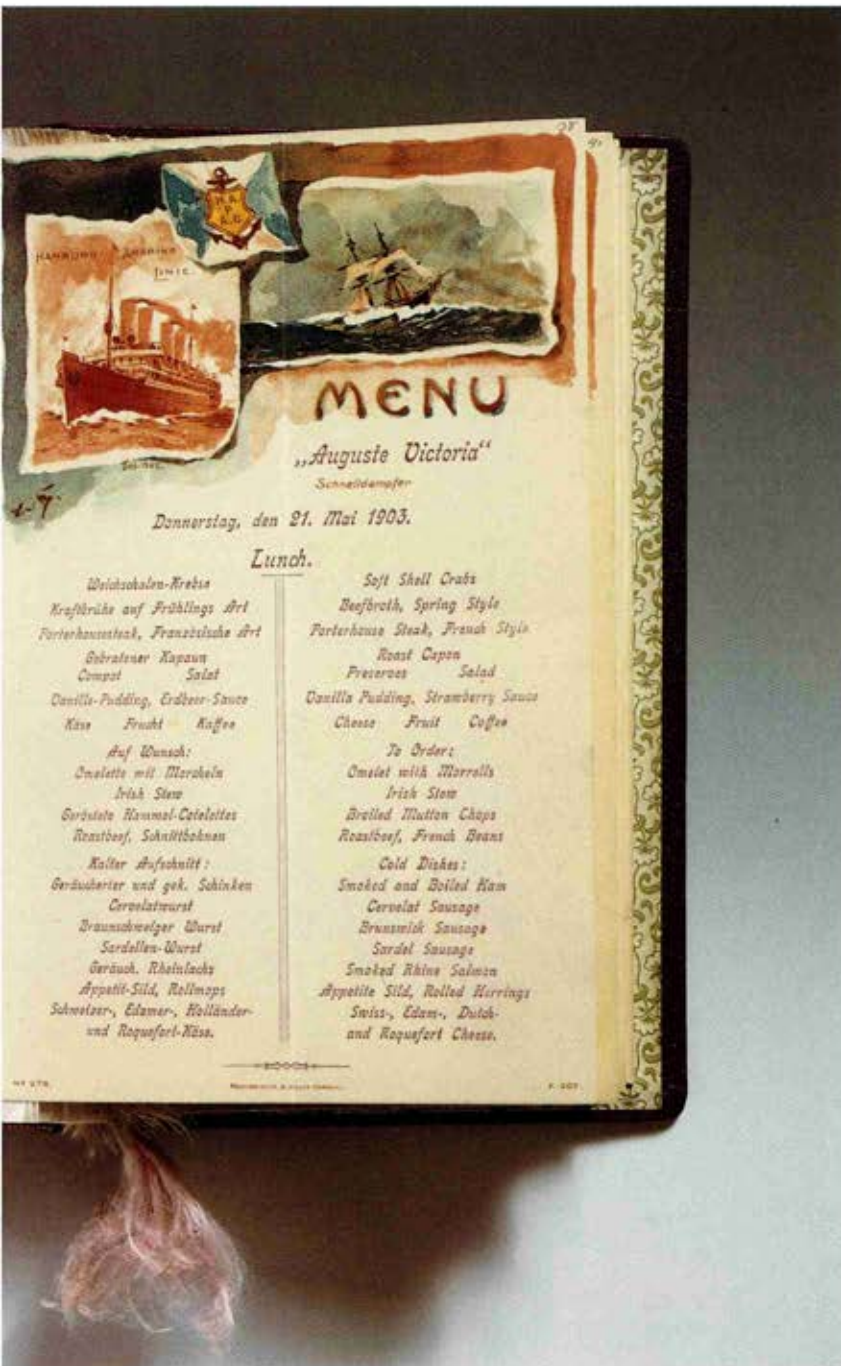 98
HAMBURG AMERIKA
LINIE
H.A.
P.
A.G.
MENU
„Auguste Victoria“
Schnelldampfer
Donnerstag, den 21. Mai 1903.
Lunch.
Weichschalen-Krebse
Kraftbrühe auf Frühlings Art
Porterhousesteak, Französische Art
Gebratener Kapaun
Compot Salat
Vanille-Pudding, Erdbeer-Sauce
Käse Frucht Kaffee
Auf Wunsch:
Omelette mit Morcheln
Irish Stew
Geröstete Hammel-Cotelettes
Roastbeef, Schnittbohnen
Kalter Aufschnitt:
Geräucherter und gek. Schinken
Cervelatwurst
Braunschweiger Wurst
Sardellen-Wurst
Geräuch. Rheinlachs
Appetit-Sild, Rollmops
Schweizer-, Edamer-, Holländer-
und Roquefort-Käse.
Soft Shell Crabs
Beefbroth, Spring Style
Porterhouse Steak, French Style
Roast Capon
Preserves Salad
Vanilla Pudding, Strawberry Sauce
Cheese Fruit Coffee
To Order:
Omelet with Morrells
Irish Stew
Broiled Mutton Chops
Roastbeef, French Beans
Cold Dishes:
Smoked and Boiled Ham
Cervelat Sausage
Brunswick Sausage
Sardel Sausage
Smoked Rhine Salmon
Appetite Sild, Rolled Herrings
Swiss-, Edam-, Dutch-
and Roquefort Cheese.